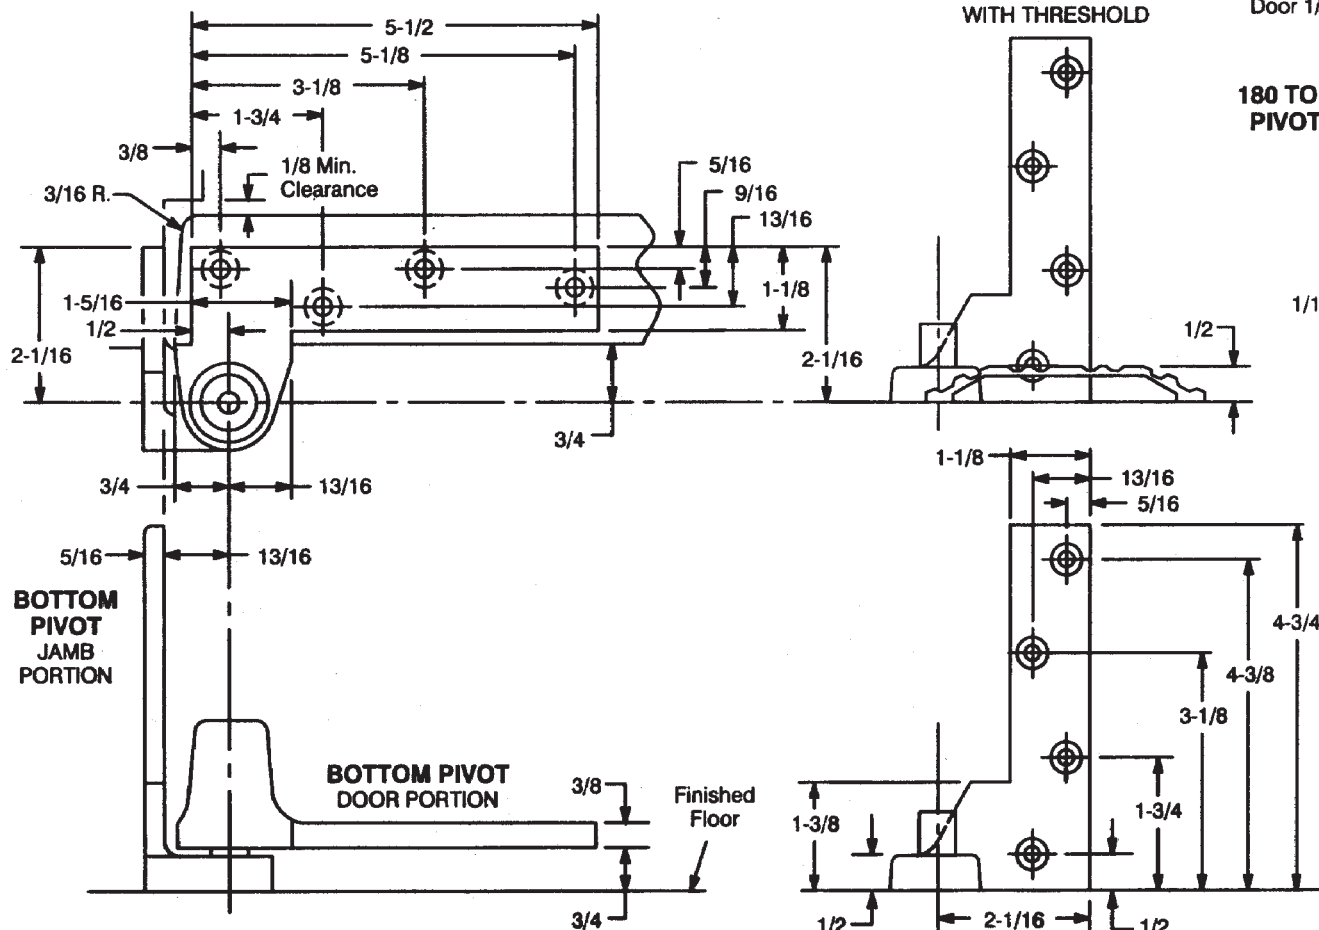 WITH THRESHOLD
Door 1/
180 TO
PIVOT
5-1/2
5-1/8
3-1/8
1-3/4
3/8
1/8 Min.
Clearance
3/16 R.
5/16
9/16
13/16
1-5/16
1-1/8
1/2
2-1/16
2-1/16
3/4
3/4
13/16
1/2
1/1
1-1/8
13/16
5/16
5/16
13/16
BOTTOM
PIVOT
JAMB
PORTION
BOTTOM PIVOT
DOOR PORTION
3/8
Finished
Floor
3/4
4-3/4
4-3/8
3-1/8
1-3/4
1-3/8
1/2
2-1/16
1/2